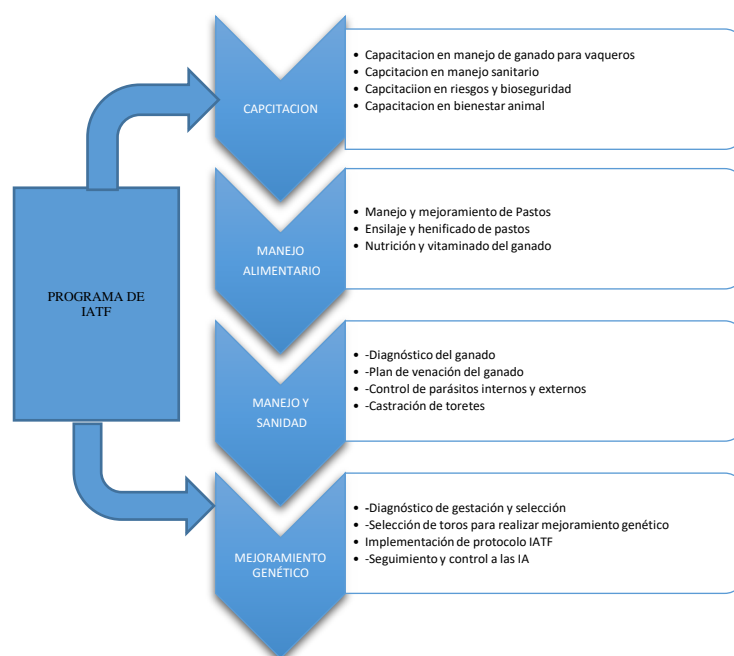 CAPCITACION
• Capacitacion en manejo de ganado para vaqueros
• Capacitacion en manejo sanitario
• Capacitaciion en riesgos y bioseguridad
• Capacitacion en bienestar animal
PROGRAMA DE
IATF
MANEJO
ALIMENTARIO
• Manejo y mejoramiento de Pastos
• Ensilaje y henificado de pastos
• Nutrición y vitaminado del ganado
MANEJO Y
SANIDAD
• -Diagnóstico del ganado
• -Plan de venación del ganado
• -Control de parásitos internos y externos
• -Castración de toretes
MEJORAMIENTO
GENÉTICO
• -Diagnóstico de gestación y selección
• -Selección de toros para realizar mejoramiento genético
• Implementación de protocolo IATF
• -Seguimiento y control a las IA